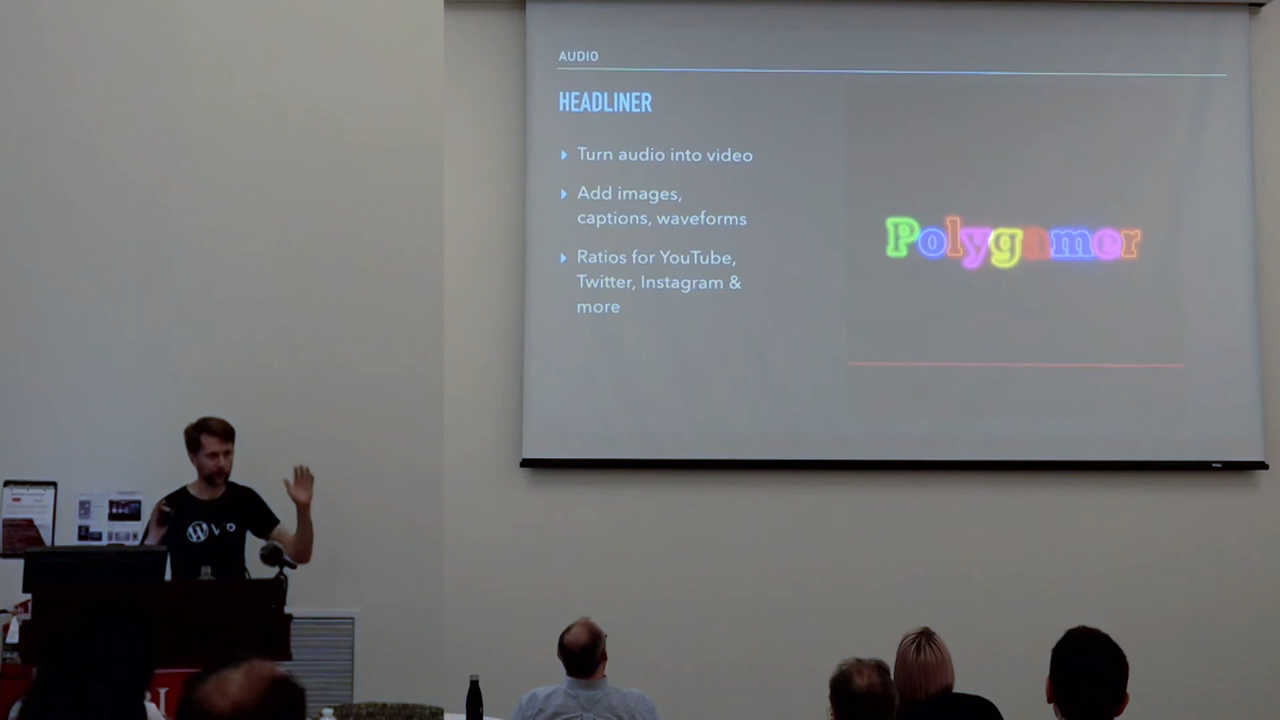 AUDIO
HEADLINER
Turn audio into video
Add images,
captions, waveforms
Ratios for YouTube,
Twitter, Instagram &
more
Polygamer